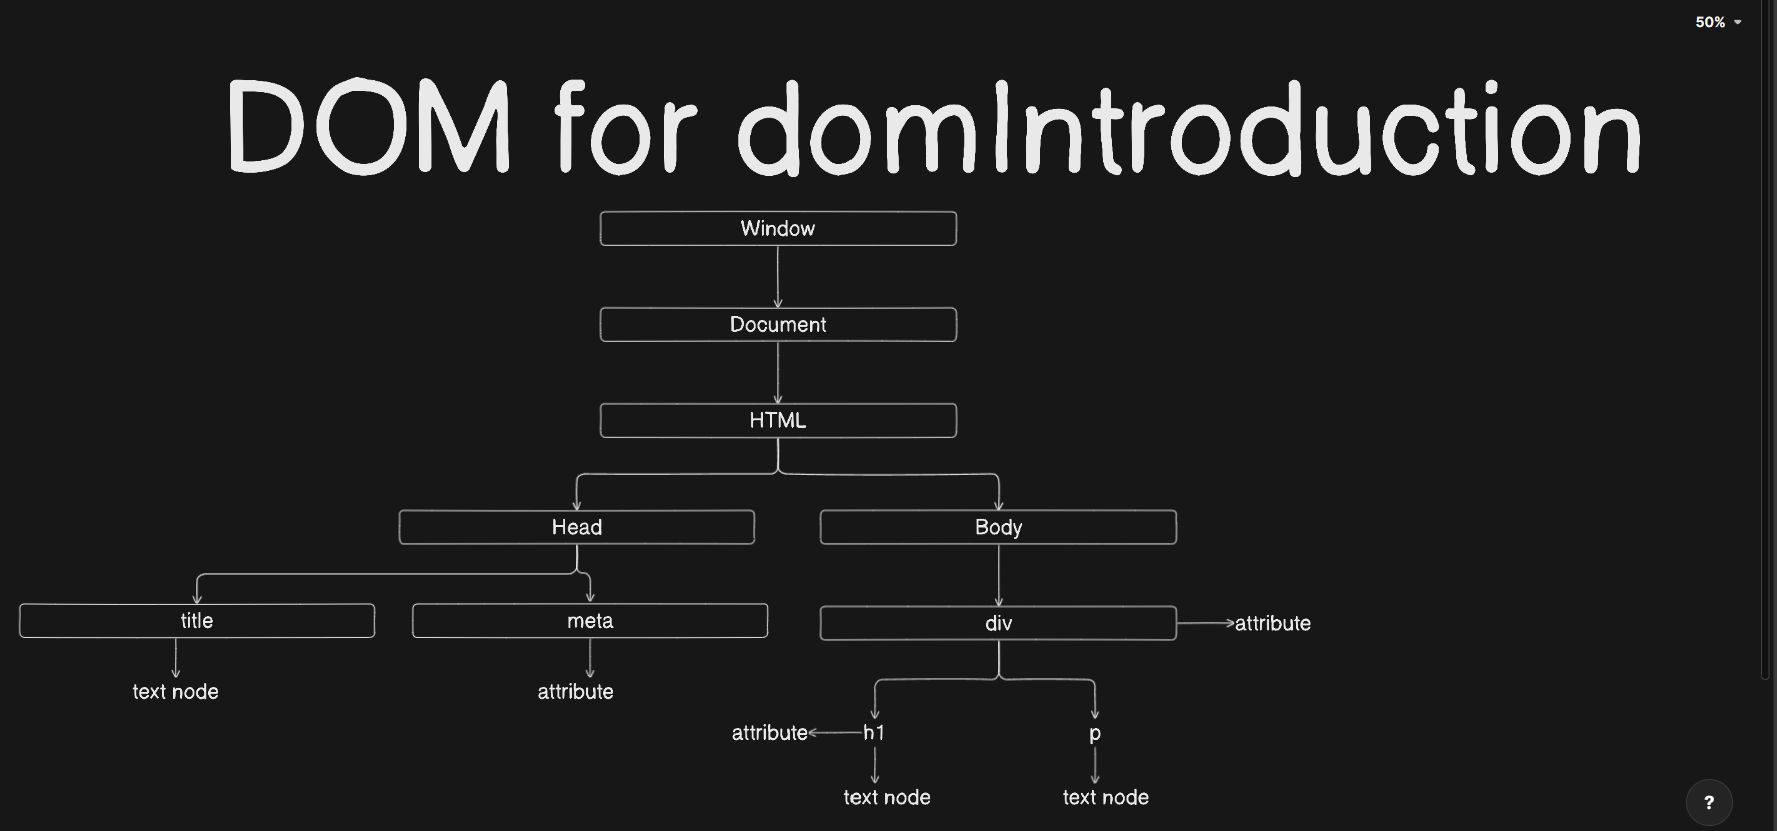 50%
DOM for domIntroduction
Window
Document
HTML
Head
Body
title
meta
div
attribute
text node
attribute
attribute
h1
p
text node
text node
?